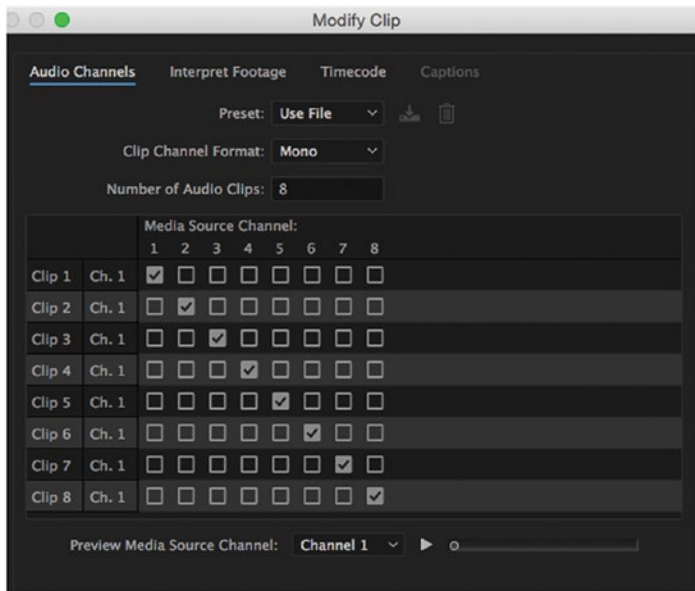 Modify Clip
Audio Channels Interpret Footage Timecode Captions
Preset: Use File
Clip Channel Format: Mono
Number of Audio Clips: 8
Media Source Channel:
1 2 3 4 5 6 7 8
Clip 1 Ch. 1
Clip 2 Ch. 1
Clip 3 Ch. 1
Clip 4 Ch. 1
Clip 5 Ch. 1
Clip 6 Ch. 1
Clip 7 Ch. 1
Clip 8 Ch. 1
Preview Media Source Channel: Channel 1